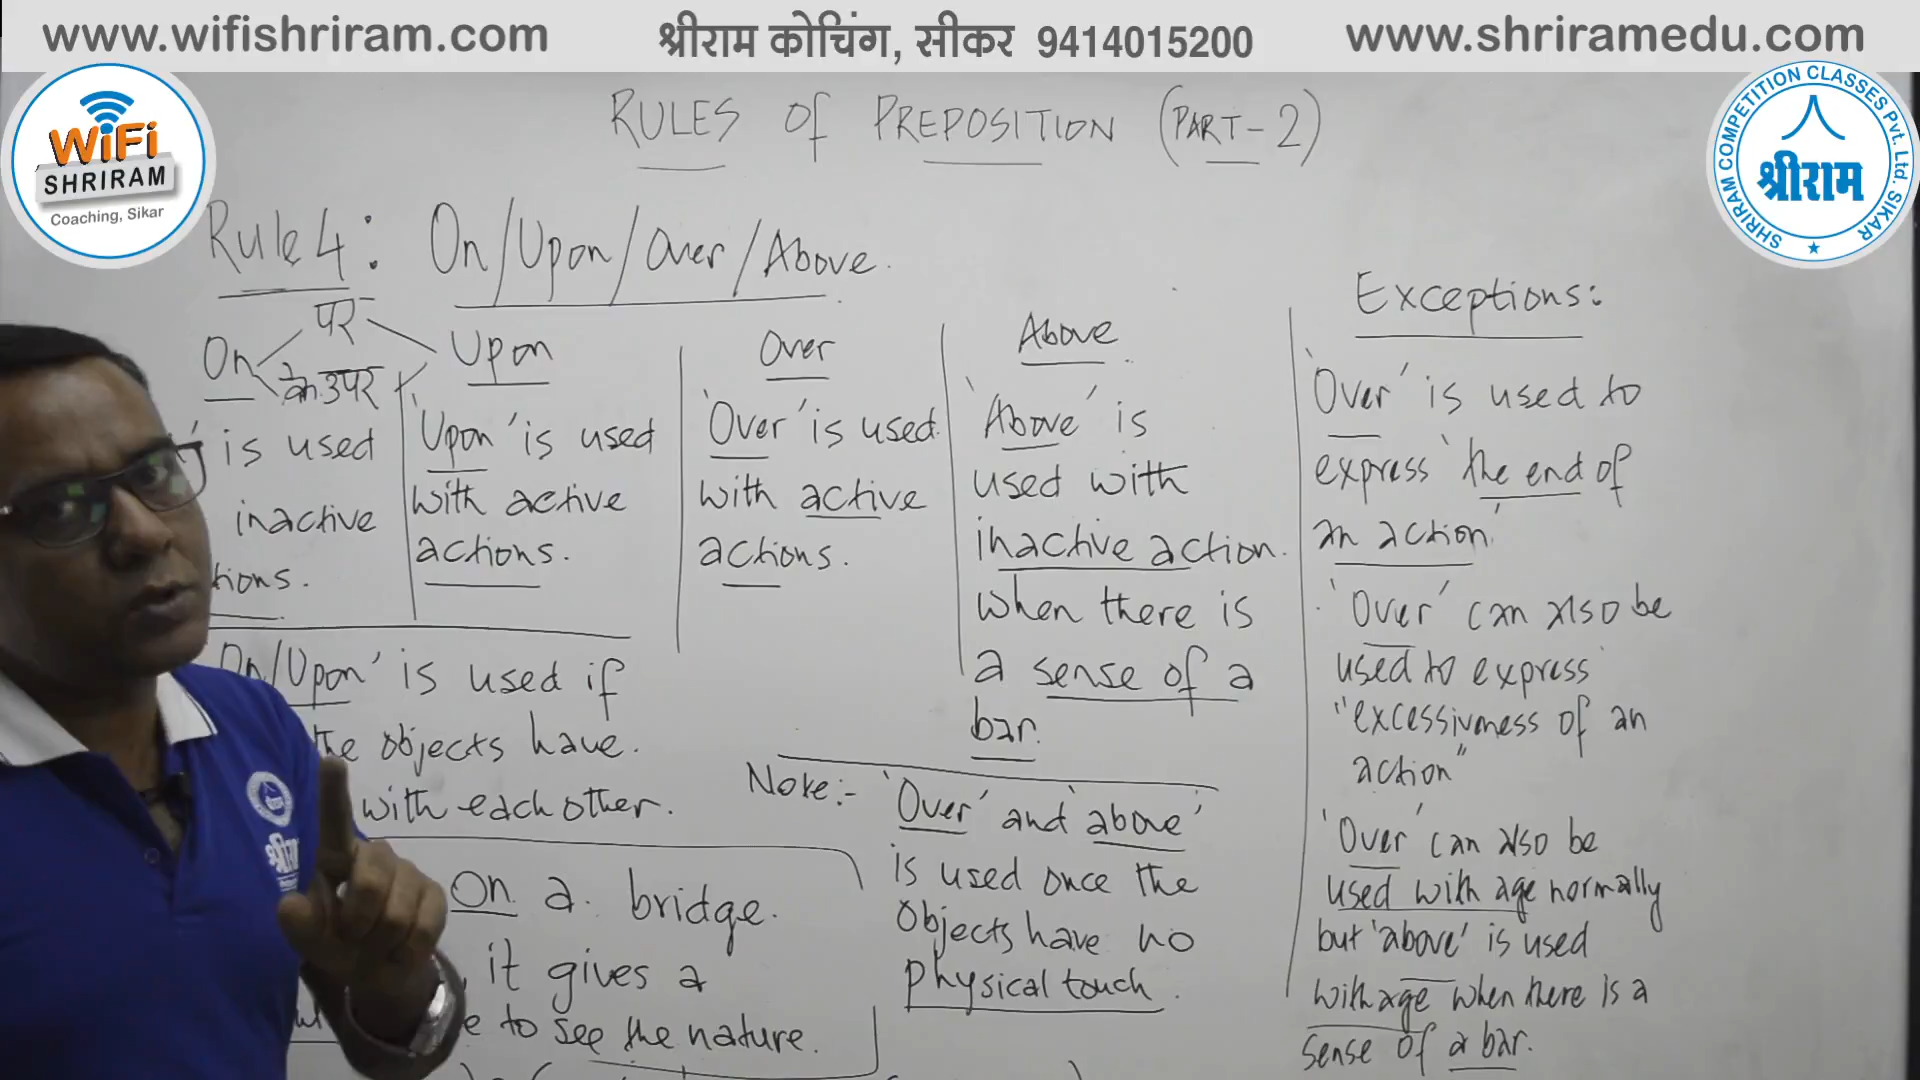 www.wifishriram.com
श्रीराम कोचिंग, सीकर 9414015200
www.shriramedu.com
WiFi
SHRIRAM
Coaching, Sikar
SHRIRAM COMPETITION CLASSES Pvt. Ltd. SIKAR
श्रीराम
RULES Of PREPOSITION (PART-2)
Rule 4: On/Upon/Over/Above.
On
पर
के उपर
Upon
is used
inactive
tions.
'Upon' is used
with active
actions.
Over
'Over' is used
with active
actions.
Above
'Above' is
used with
inactive action.
When there is
a sense of a
bar.
On/Upon' is used if
the objects have.
with each other.
On a bridge.
it gives a
e to see the nature.
Note:- 'Over' and 'above'
is used once the
Objects have no
physical touch.
Exceptions:
'Over' is used to
express 'the end of
an action'
'Over' can also be
used to express
"excessivness of an
action"
'Over' can also be
used with age normally
but 'above' is used
with age when there is a
sense of a bar.